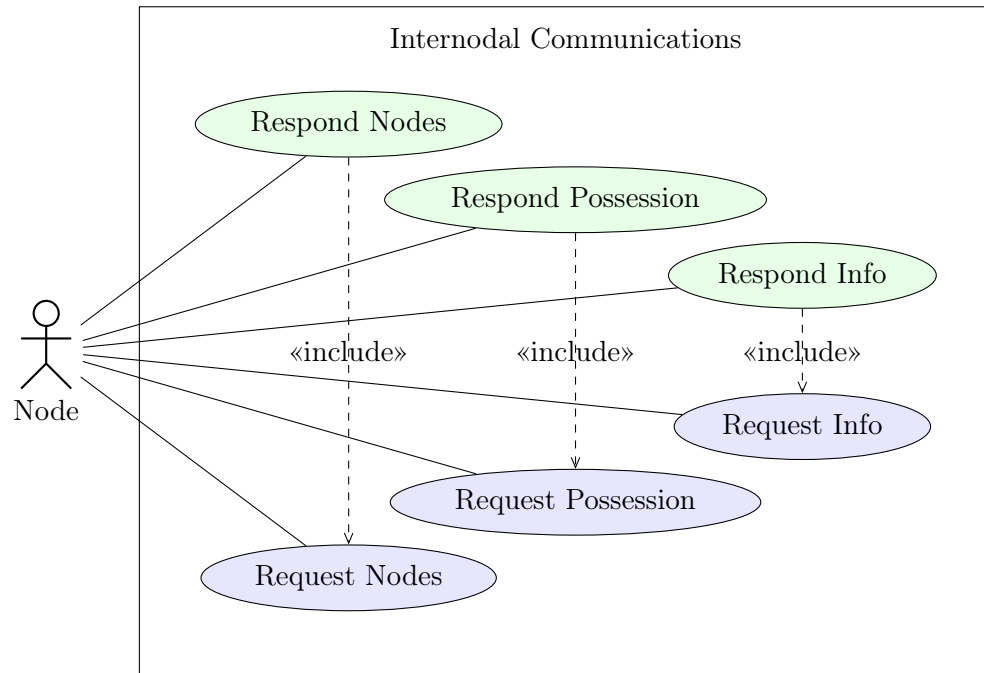 Internodal Communications
Respond Nodes
Respond Possession
Respond Info
«include» «include» «include»
Node
Request Info
Request Possession
Request Nodes